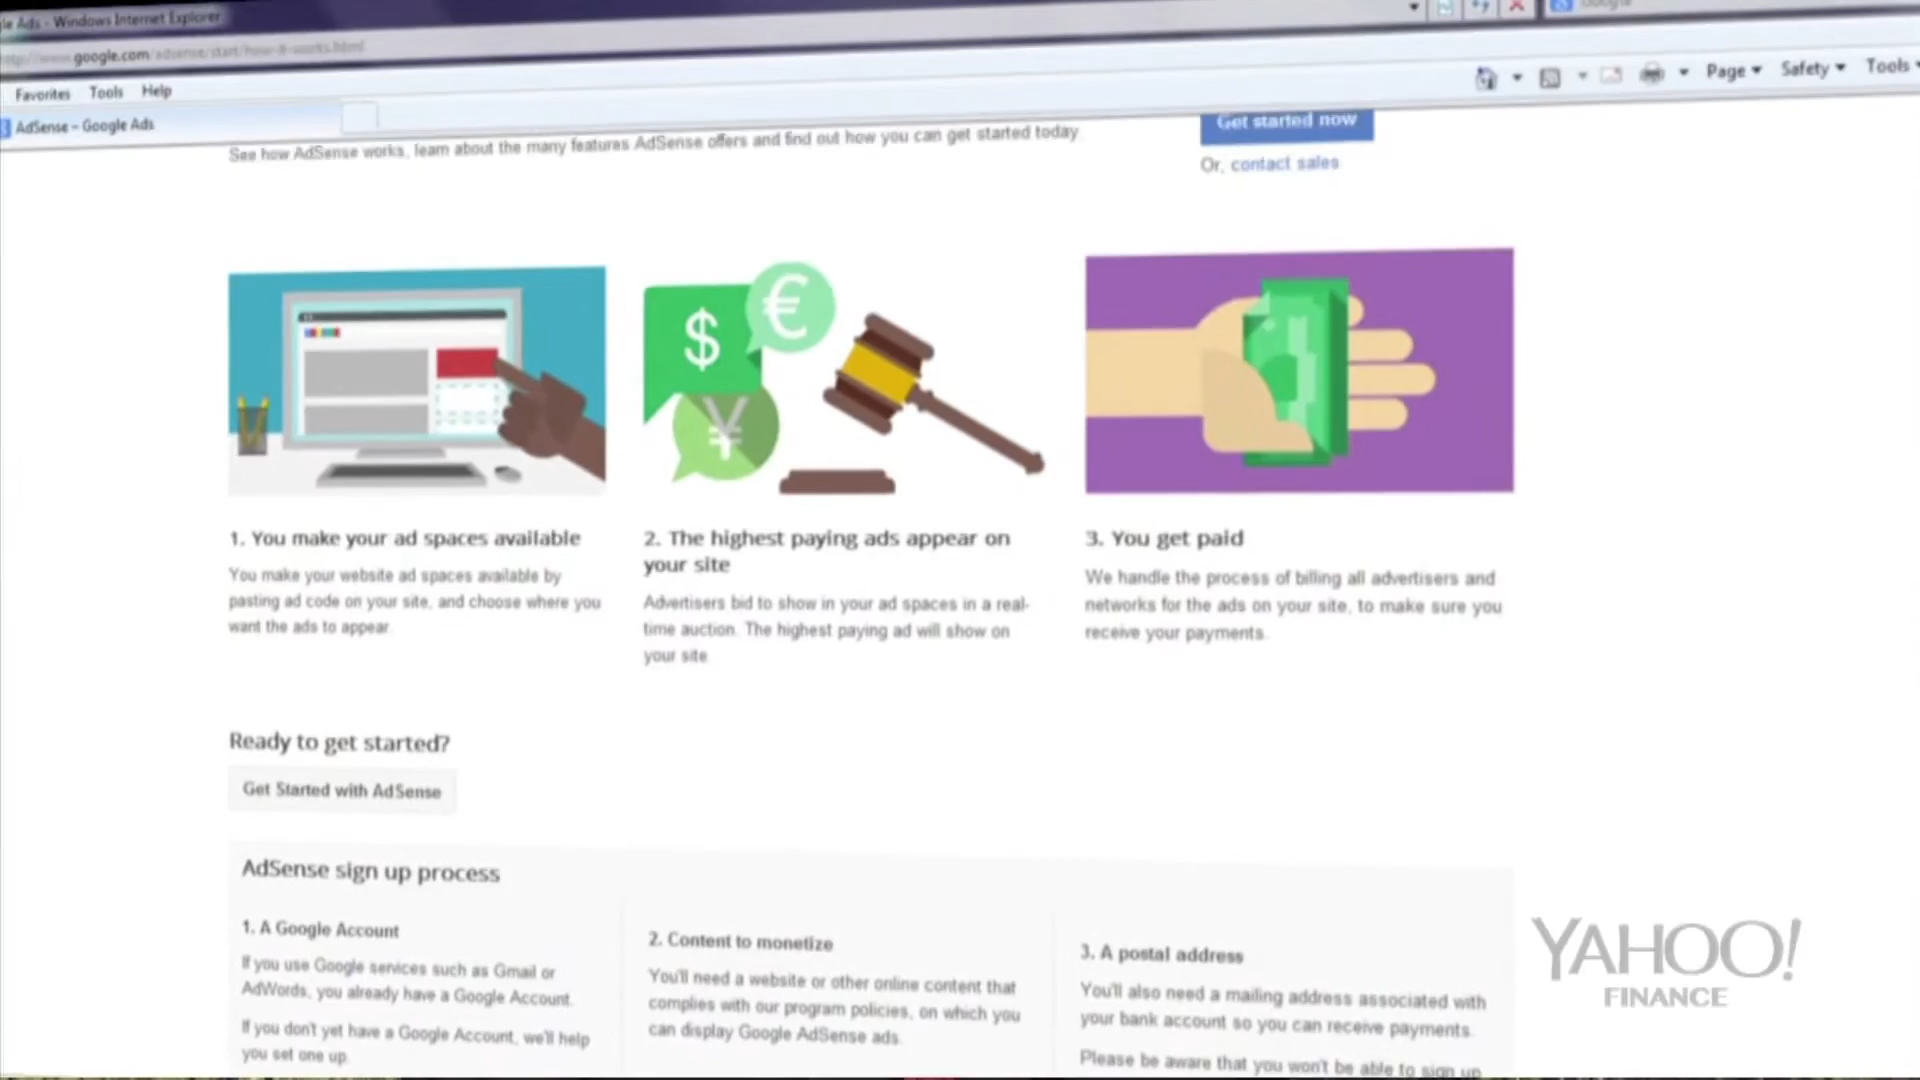 le Ads - Windows Internet Explorer
http://www.google.com/adsense/start/how-it-works.html
Google
Favorites Tools Help
Page Safety Tools
AdSense – Google Ads
See how AdSense works, learn about the many features AdSense offers and find out how you can get started today.
Get started now
Or, contact sales
$
€
¥
1. You make your ad spaces available
You make your website ad spaces available by
pasting ad code on your site, and choose where you
want the ads to appear.
2. The highest paying ads appear on
your site
Advertisers bid to show in your ad spaces in a real-
time auction. The highest paying ad will show on
your site.
3. You get paid
We handle the process of billing all advertisers and
networks for the ads on your site, to make sure you
receive your payments.
Ready to get started?
Get Started with AdSense
AdSense sign up process
1. A Google Account
If you use Google services such as Gmail or
AdWords, you already have a Google Account.
If you don't yet have a Google Account, we'll help
you set one up.
2. Content to monetize
You'll need a website or other online content that
complies with our program policies, on which you
can display Google AdSense ads.
3. A postal address
You'll also need a mailing address associated with
your bank account so you can receive payments.
Please be aware that you won't be able to sign up
YAHOO!
FINANCE